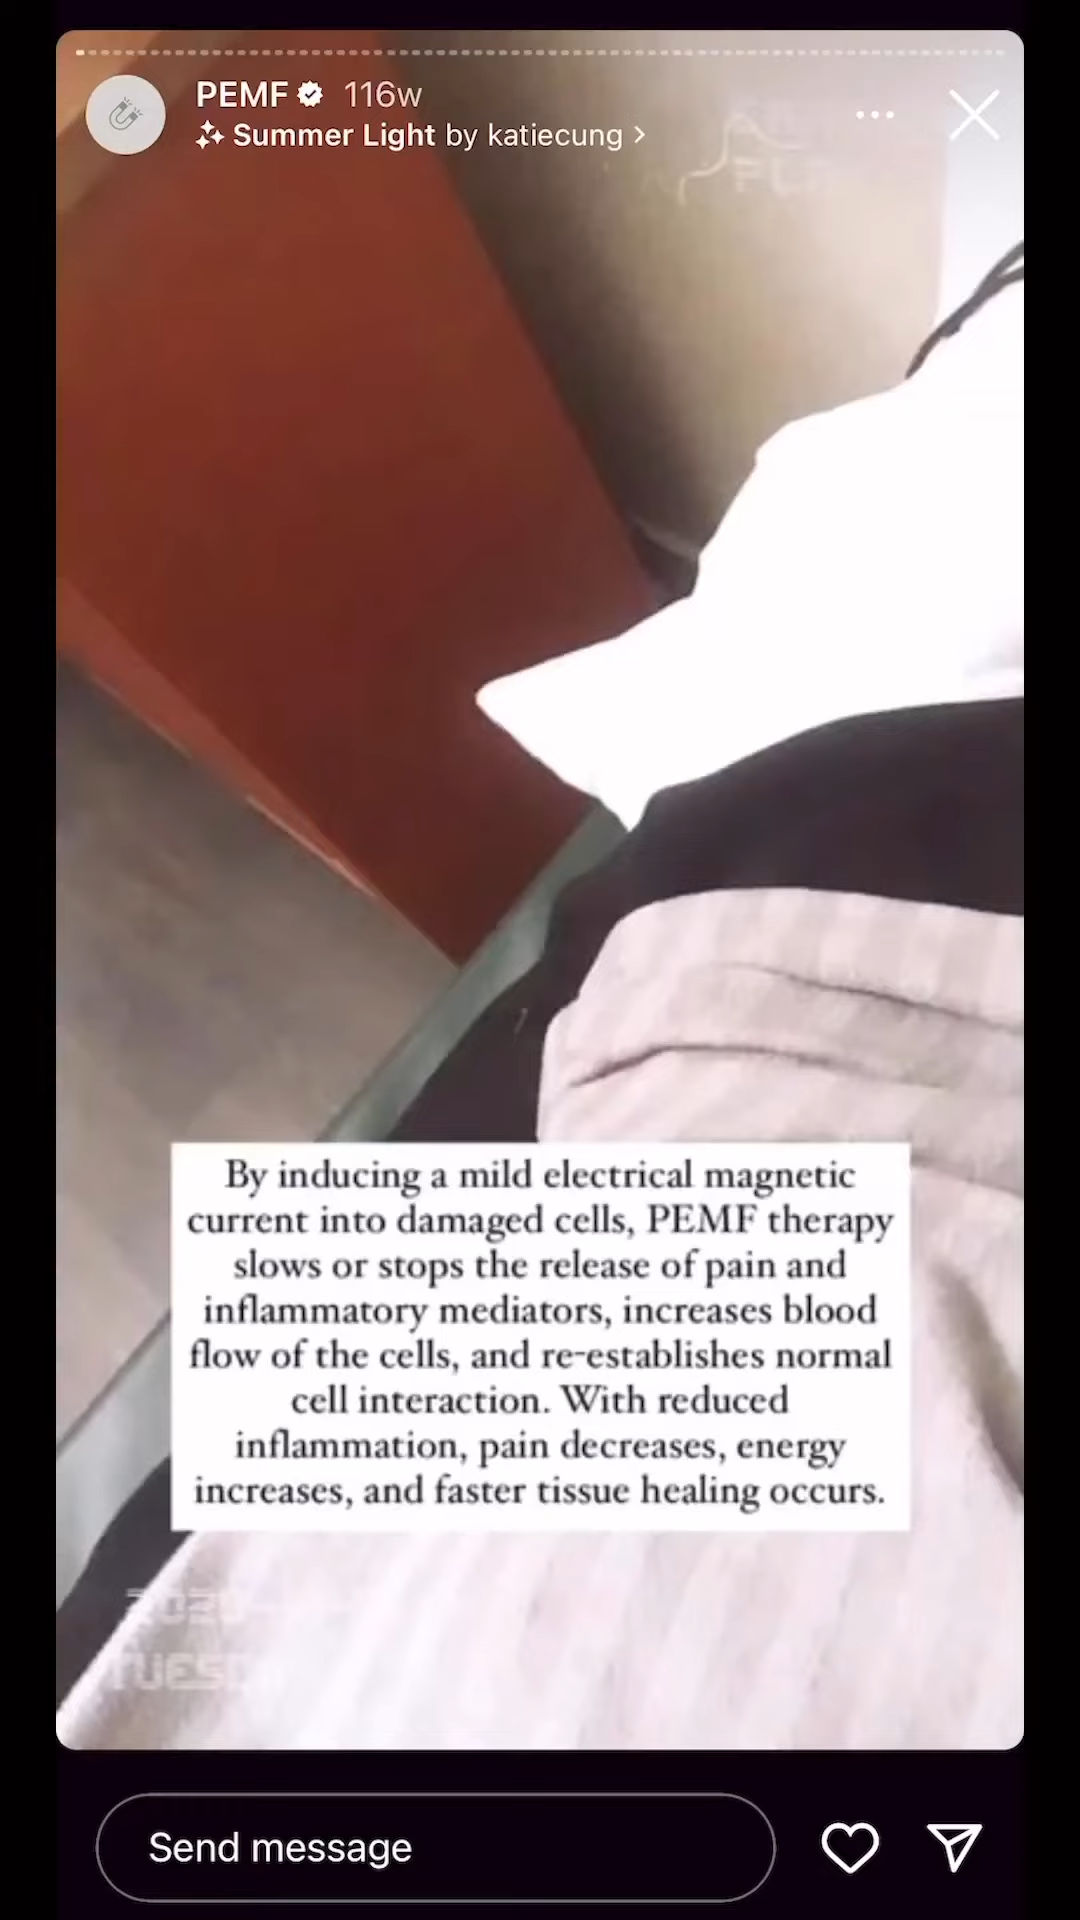 PEMF 116w
Summer Light by katiecung
By inducing a mild electrical magnetic
current into damaged cells, PEMF therapy
slows or stops the release of pain and
inflammatory mediators, increases blood
flow of the cells, and re-establishes normal
cell interaction. With reduced
inflammation, pain decreases, energy
increases, and faster tissue healing occurs.
Send message